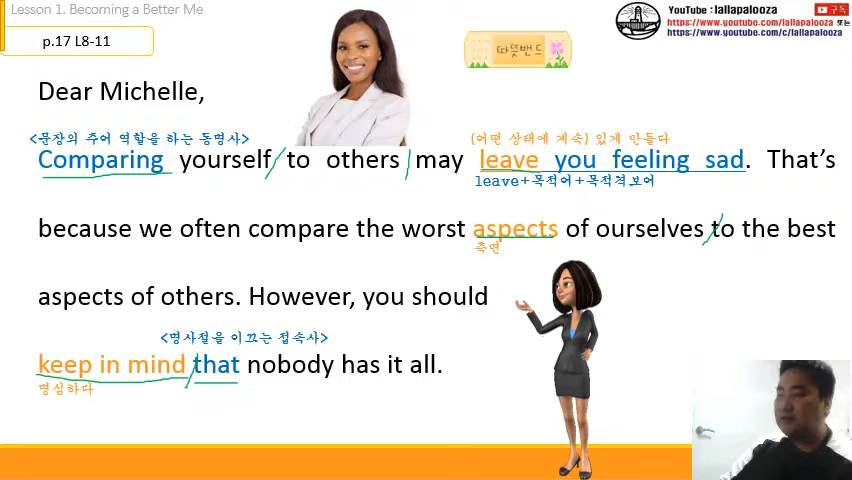 Lesson 1. Becoming a Better Me
YouTube : lallapalooza 구독
https://www.youtube.com/lallapalooza 또는
https://www.youtube.com/c/lallapalooza
p.17 L8-11
따뜻밴드
Dear Michelle,
<문장의 주어 역할을 하는 동명사> (어떤 상태에 계속) 있게 만들다
Comparing yourself to others may leave you feeling sad. That’s
leave+목적어+목적격보어
because we often compare the worst aspects of ourselves to the best
측면
aspects of others. However, you should
<명사절을 이끄는 접속사>
keep in mind that nobody has it all.
명심하다